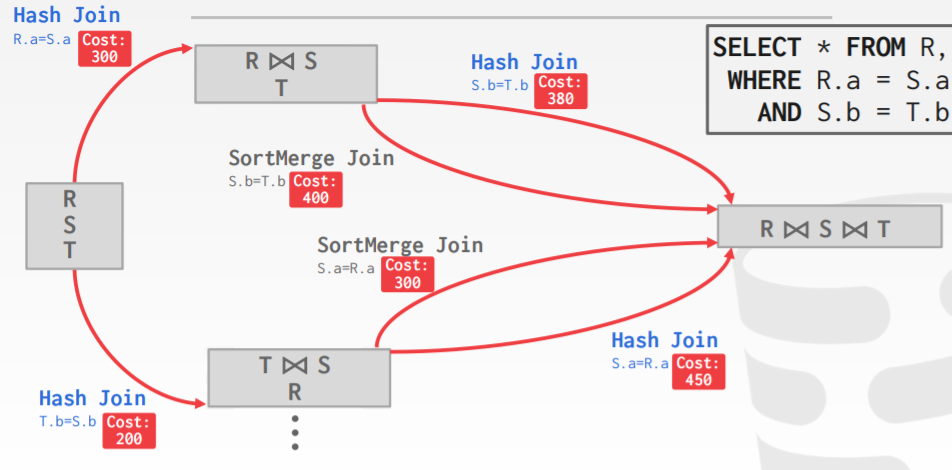 Hash Join
R.a=S.a Cost:
300
R ⋈ S
T
Hash Join
S.b=T.b Cost:
380
SELECT * FROM R,
WHERE R.a = S.a
AND S.b = T.b
SortMerge Join
S.b=T.b Cost:
400
R
S
T
R ⋈ S ⋈ T
SortMerge Join
S.a=R.a Cost:
300
Hash Join
S.a=R.a Cost:
450
T ⋈ S
R
Hash Join
T.b=S.b Cost:
200